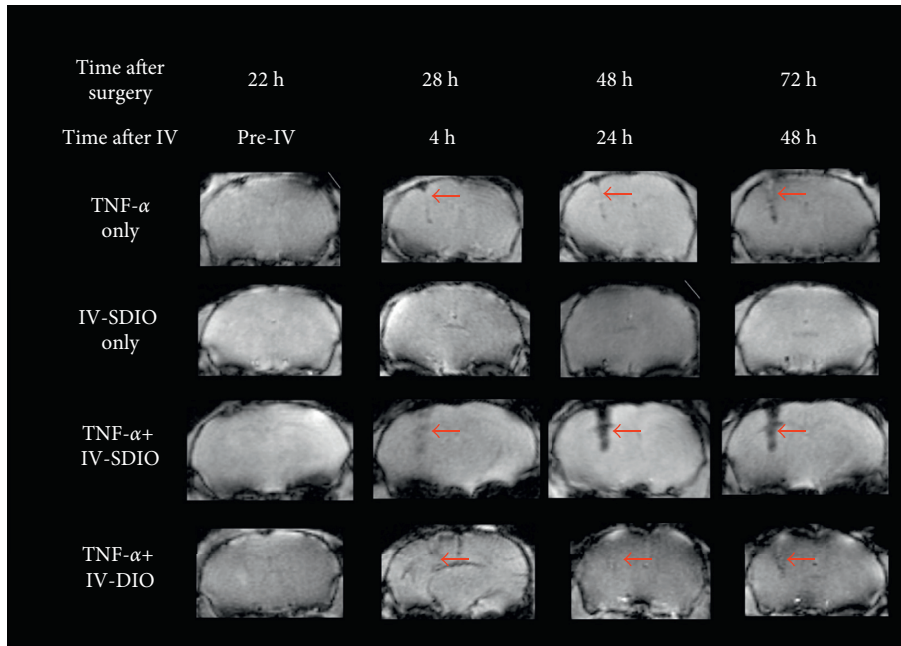 Time after
surgery
22 h
28 h
48 h
72 h
Time after IV
Pre-IV
4 h
24 h
48 h
TNF-α
only
IV-SDIO
only
TNF-α+
IV-SDIO
TNF-α+
IV-DIO